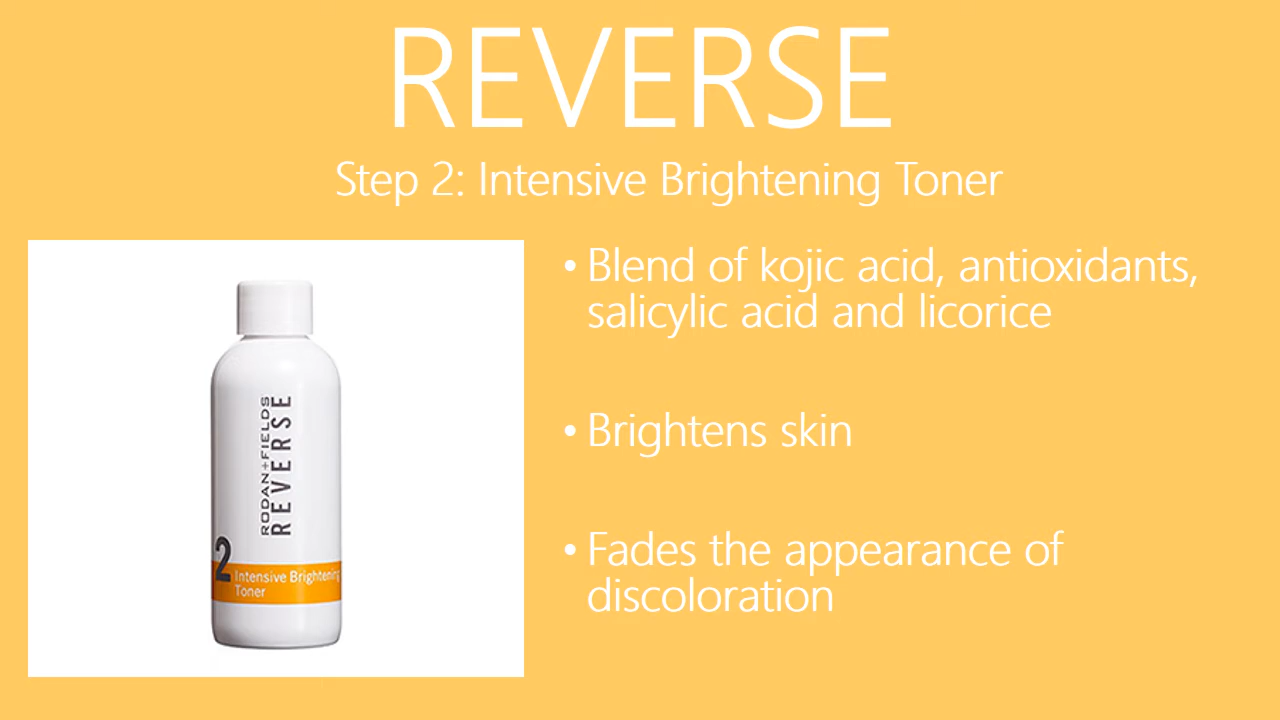 REVERSE
Step 2: Intensive Brightening Toner
• Blend of kojic acid, antioxidants,
salicylic acid and licorice
• Brightens skin
• Fades the appearance of
discoloration
RODAN+FIELDS
REVERSE
2
Intensive Brightening
Toner